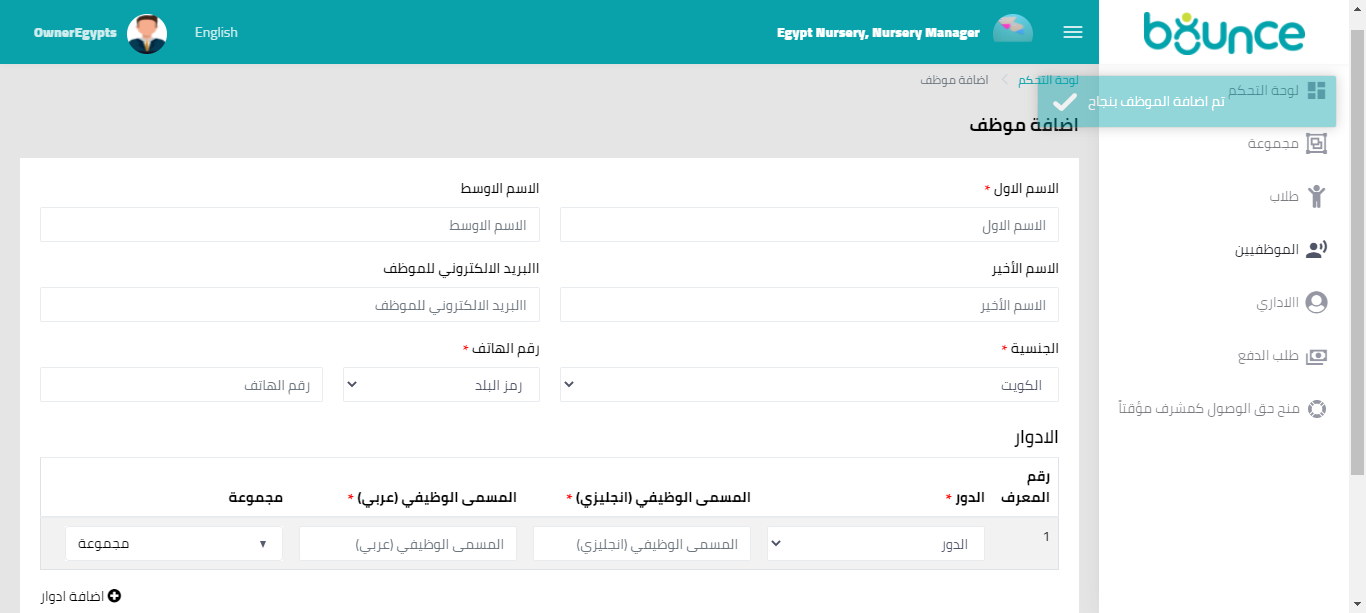 bounce
Egypt Nursery, Nursery Manager
English
OwnerEgypts
لوحة التحكم
مجموعة
طلاب
الموظفيين
االاداري
طلب الدفع
منح حق الوصول كمشرف مؤقتاً
تم اضافة الموظف بنجاح
لوحة التحكم
اضافة موظف
اضافة موظف
الاسم الاول *
الاسم الاوسط
الاسم الاول
الاسم الاوسط
الاسم الأخير
االبريد الالكتروني للموظف
الاسم الأخير
االبريد الالكتروني للموظف
الجنسية *
رقم الهاتف *
الكويت
رمز البلد
رقم الهاتف
الادوار
رقم المعرف
الدور *
المسمى الوظيفي (انجليزي) *
المسمى الوظيفي (عربي) *
مجموعة
1
الدور
المسمى الوظيفي (انجليزي)
المسمى الوظيفي (عربي)
مجموعة
اضافة ادوار